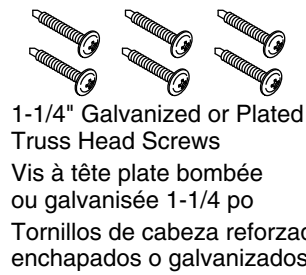 1-1/4" Galvanized or Plated
Truss Head Screws
Vis à tête plate bombée
ou galvanisée 1-1/4 po
Tornillos de cabeza
enchapados o galvanizados